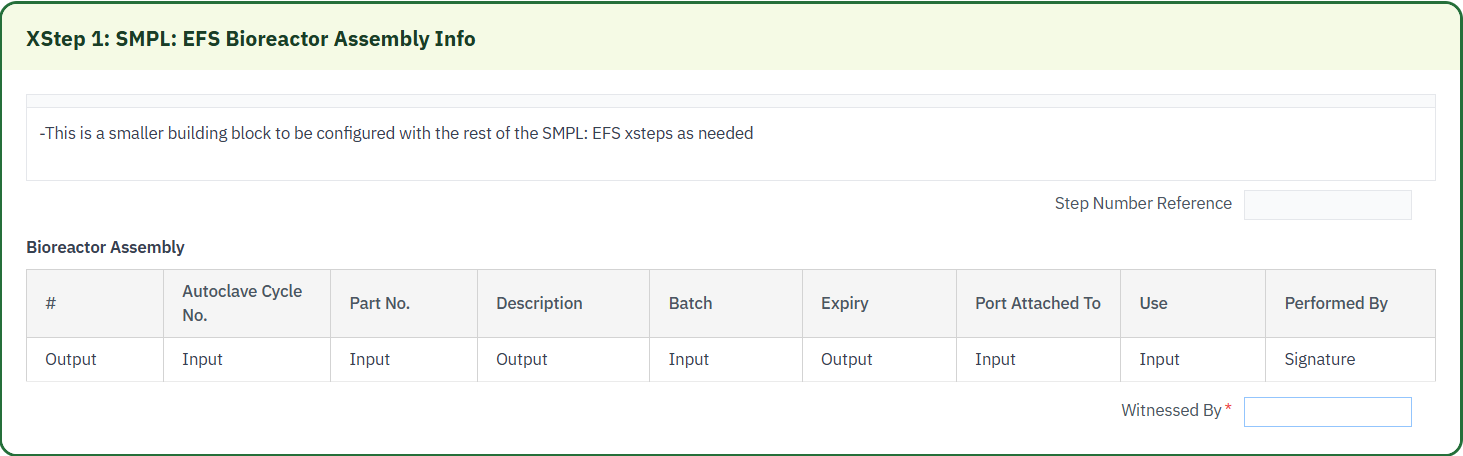 XStep 1: SMPL: EFS Bioreactor Assembly Info
-This is a smaller building block to be configured with the rest of the SMPL: EFS xsteps as needed
Step Number Reference
Bioreactor Assembly
# Autoclave Cycle No. Part No. Description Batch Expiry Port Attached To Use Performed By
Output Input Input Output Input Output Input Input Signature
Witnessed By *